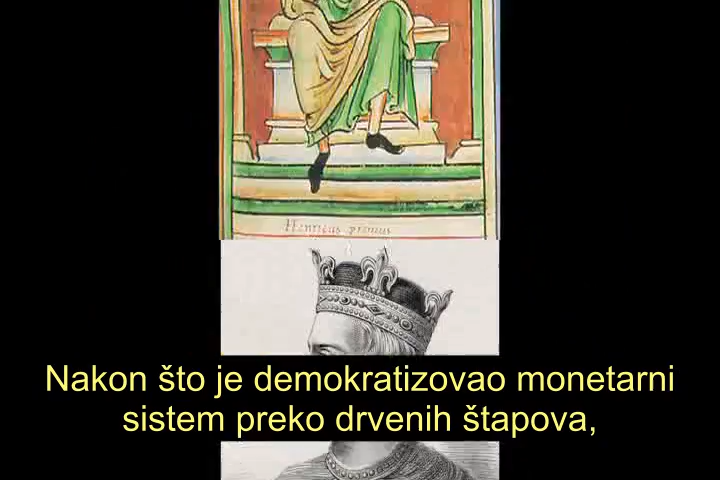 Henricus primus
Nakon što je demokratizovao monetarni
sistem preko drvenih štapova,